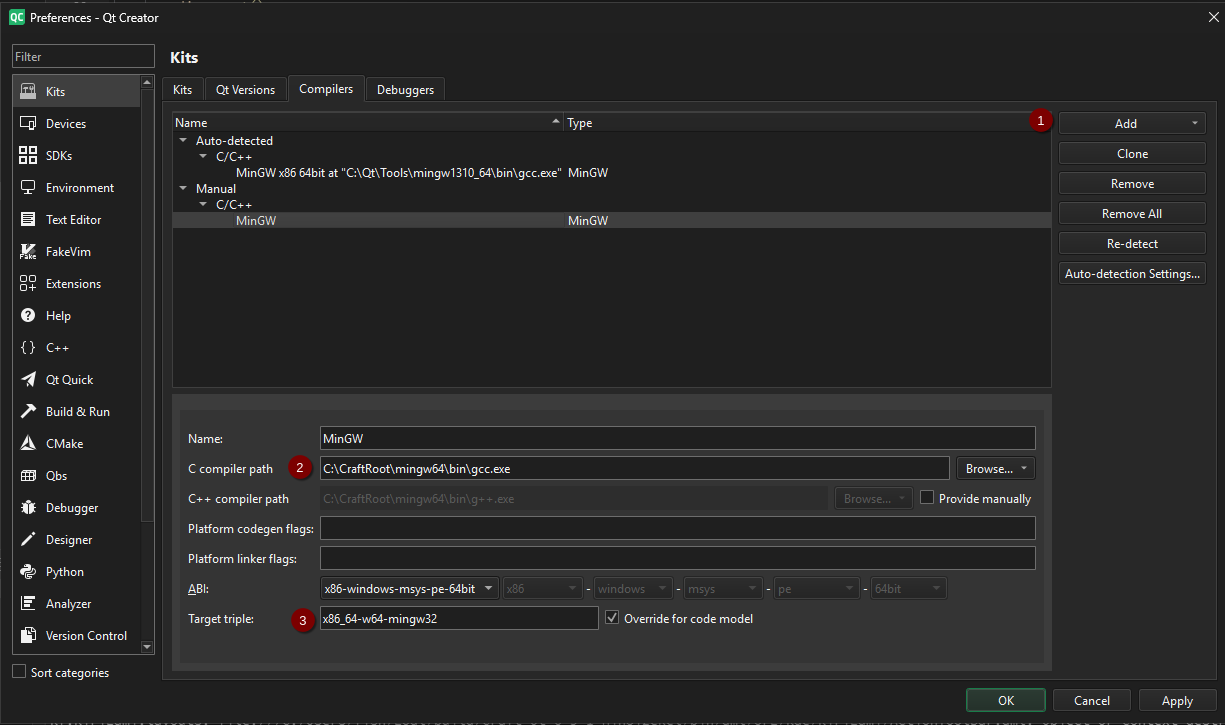 QC Preferences - Qt Creator
Filter
Kits
Devices
SDKs
Environment
Text Editor
FakeVim
Extensions
Help
C++
Qt Quick
Build & Run
CMake
Qbs
Debugger
Designer
Python
Analyzer
Version Control
Sort categories
Kits
Kits Qt Versions Compilers Debuggers
Name Type
Auto-detected
C/C++
MinGW x86 64bit at "C:\Qt\Tools\mingw1310_64\bin\gcc.exe" MinGW
Manual
C/C++
MinGW MinGW
1 Add
Clone
Remove
Remove All
Re-detect
Auto-detection Settings...
Name: MinGW
C compiler path 2 C:\CraftRoot\mingw64\bin\gcc.exe Browse...
C++ compiler path C:\CraftRoot\mingw64\bin\g++.exe Browse... Provide manually
Platform codegen flags:
Platform linker flags:
ABI: x86-windows-msys-pe-64bit x86 - windows - msys - pe - 64bit
Target triple: 3 x86_64-w64-mingw32 Override for code model
OK Cancel Apply